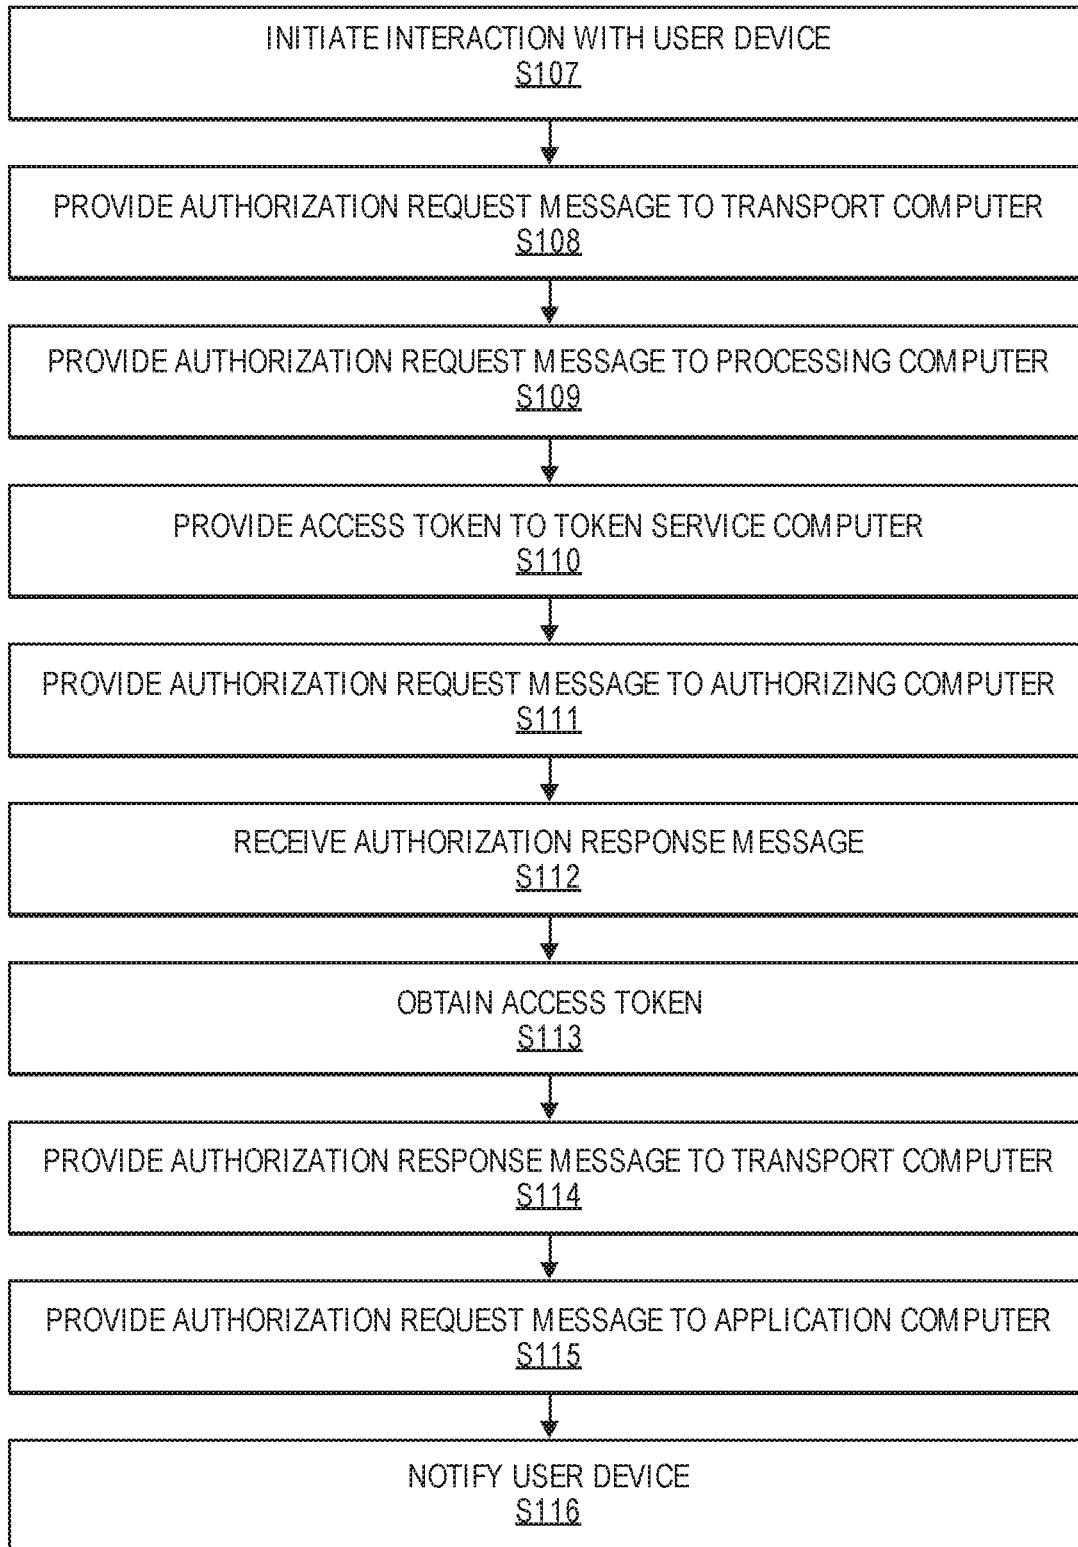 INITIATE INTERACTION WITH USER DEVICE
S107
PROVIDE AUTHORIZATION REQUEST MESSAGE TO TRANSPORT COMPUTER
S108
PROVIDE AUTHORIZATION REQUEST MESSAGE TO PROCESSING COMPUTER
S109
PROVIDE ACCESS TOKEN TO TOKEN SERVICE COMPUTER
S110
PROVIDE AUTHORIZATION REQUEST MESSAGE TO AUTHORIZING COMPUTER
S111
RECEIVE AUTHORIZATION RESPONSE MESSAGE
S112
OBTAIN ACCESS TOKEN
S113
PROVIDE AUTHORIZATION RESPONSE MESSAGE TO TRANSPORT COMPUTER
S114
PROVIDE AUTHORIZATION REQUEST MESSAGE TO APPLICATION COMPUTER
S115
NOTIFY USER DEVICE
S116